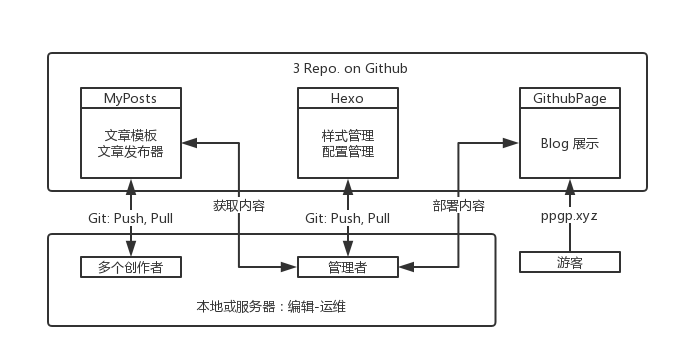 3 Repo. on Github
MyPosts
Hexo
GithubPage
文章模板
文章发布器
样式管理
配置管理
Blog 展示
获取内容
部署内容
Git: Push, Pull
Git: Push, Pull
ppgp.xyz
多个创作者
管理者
游客
本地或服务器：编辑-运维